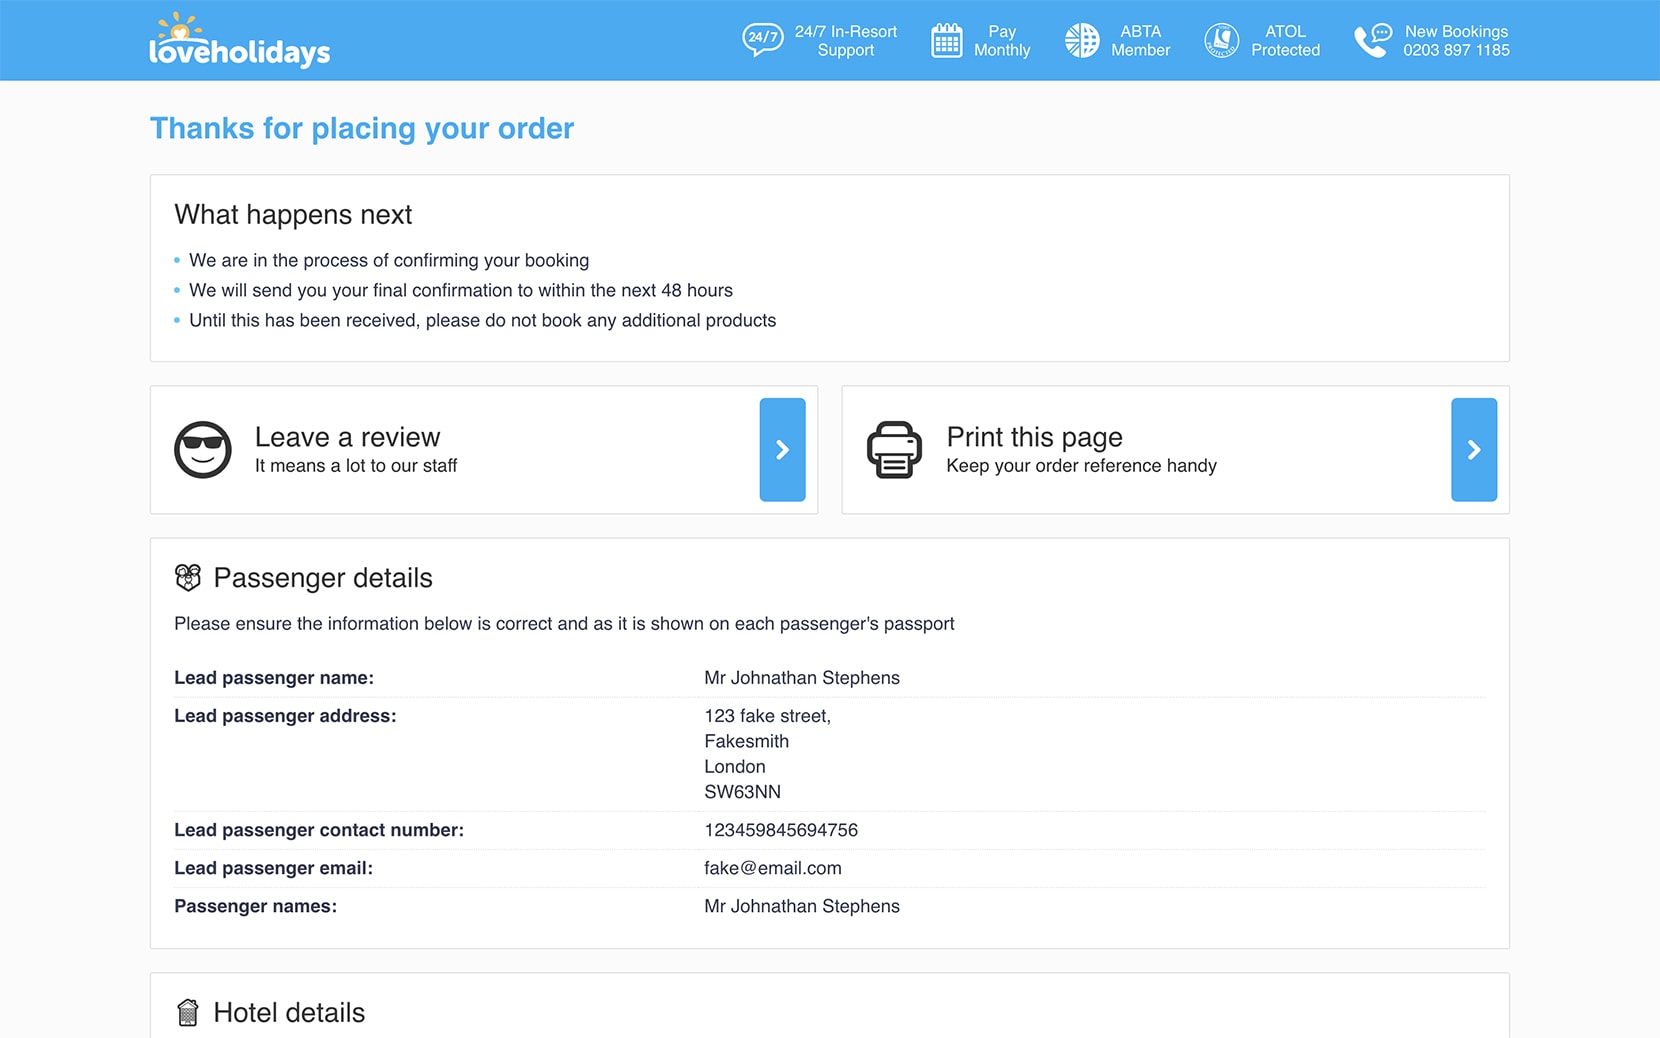 loveholidays
24/7
24/7 In-Resort
Support
Pay
Monthly
ABTA
Member
ATOL
Protected
New Bookings
0203 897 1185
Thanks for placing your order
What happens next
We are in the process of confirming your booking
We will send you your final confirmation to within the next 48 hours
Until this has been received, please do not book any additional products
Leave a review
It means a lot to our staff
Print this page
Keep your order reference handy
Passenger details
Please ensure the information below is correct and as it is shown on each passenger's passport
Lead passenger name: Mr Johnathan Stephens
Lead passenger address: 123 fake street,
Fakesmith
London
SW63NN
Lead passenger contact number: 123459845694756
Lead passenger email: fake@email.com
Passenger names: Mr Johnathan Stephens
Hotel details